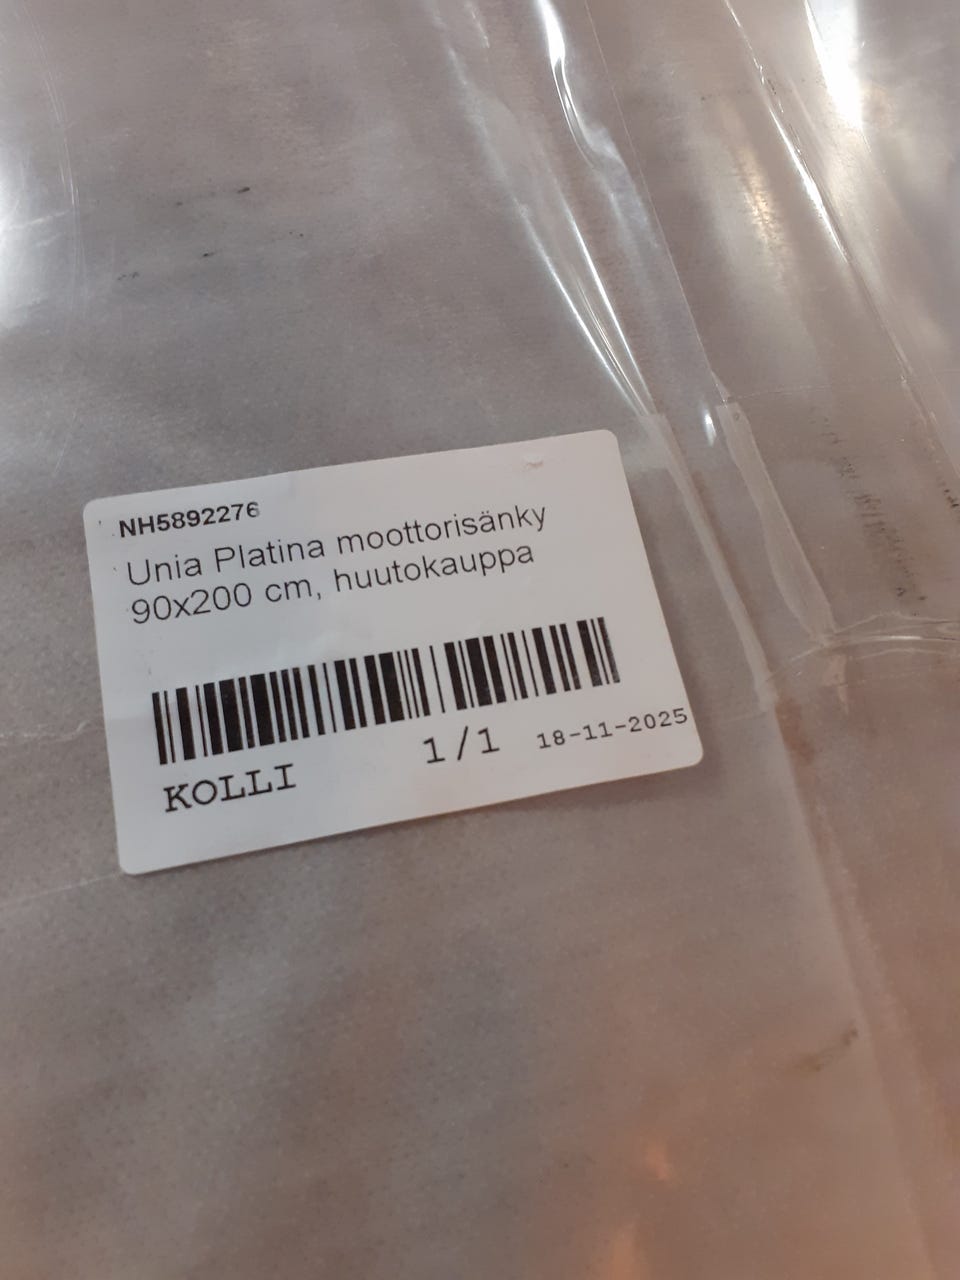 NH5892276
Unia Platina moottorisänky
90x200 cm, huutokauppa
KOLLI 1/1 18-11-2025